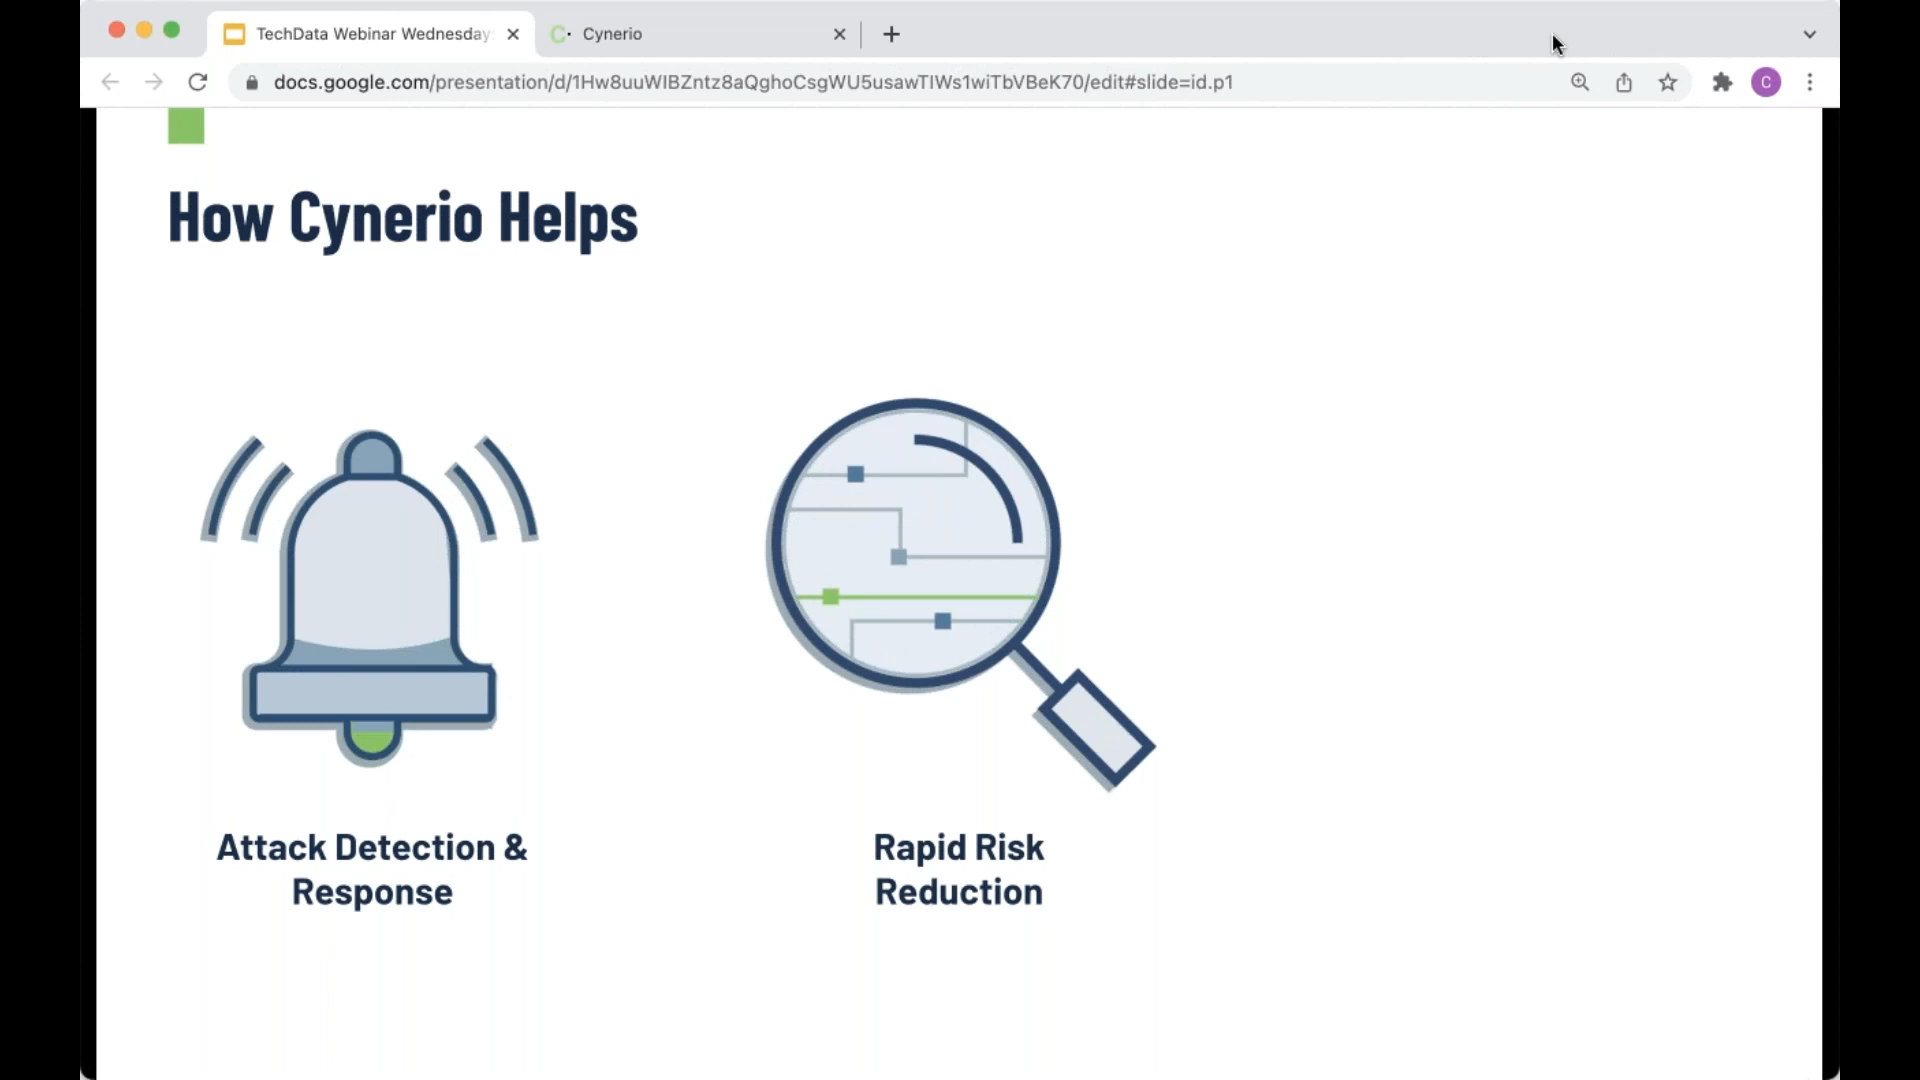 TechData Webinar Wednesday
Cynerio
docs.google.com/presentation/d/1Hw8uuWIBZntz8aQghoCsgWU5usawTIWs1wiTbVBeK70/edit#slide=id.p1
C
How Cynerio Helps
Attack Detection &
Response
Rapid Risk
Reduction